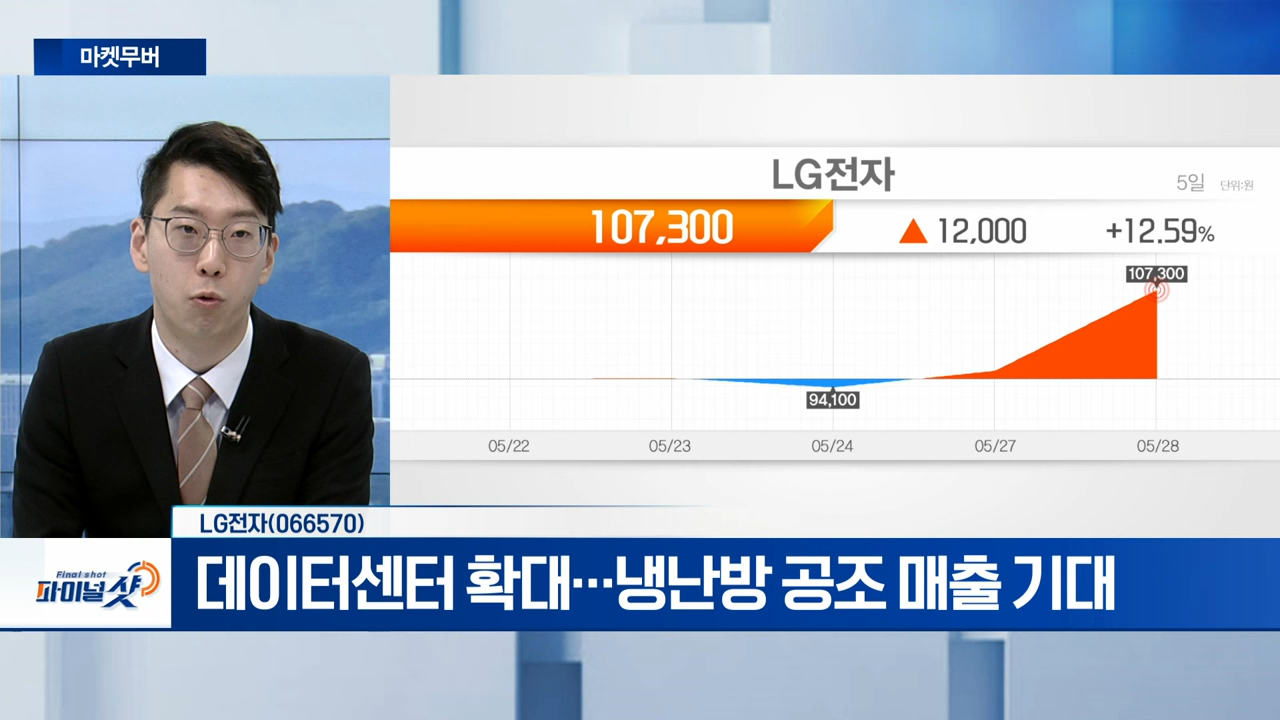 마켓무버
LG전자
5일 단위:원
107,300 ▲ 12,000 +12.59%
107,300
94,100
05/22 05/23 05/24 05/27 05/28
LG전자(066570)
Final shot
파이널샷
데이터센터 확대…냉난방 공조 매출 기대